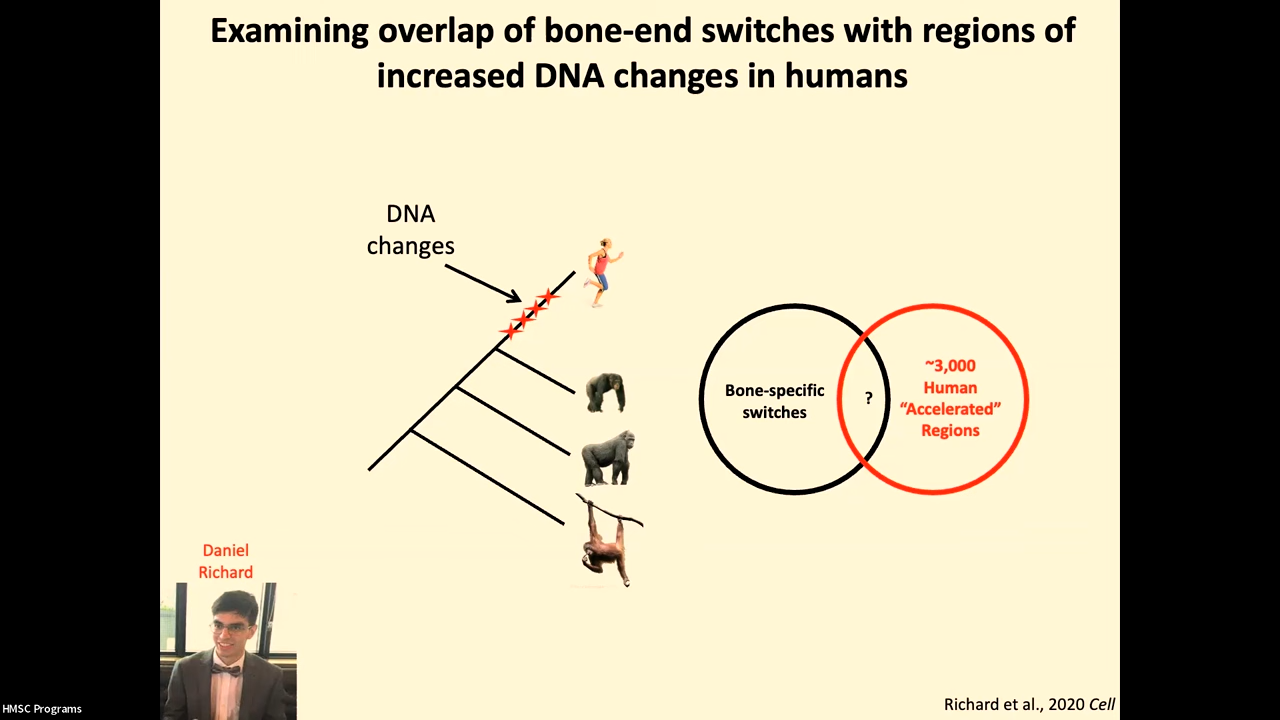 Examining overlap of bone-end switches with regions of
increased DNA changes in humans
DNA
changes
Bone-specific
switches
?
~3,000
Human
“Accelerated”
Regions
Daniel
Richard
HMSC Programs
Richard et al., 2020 Cell